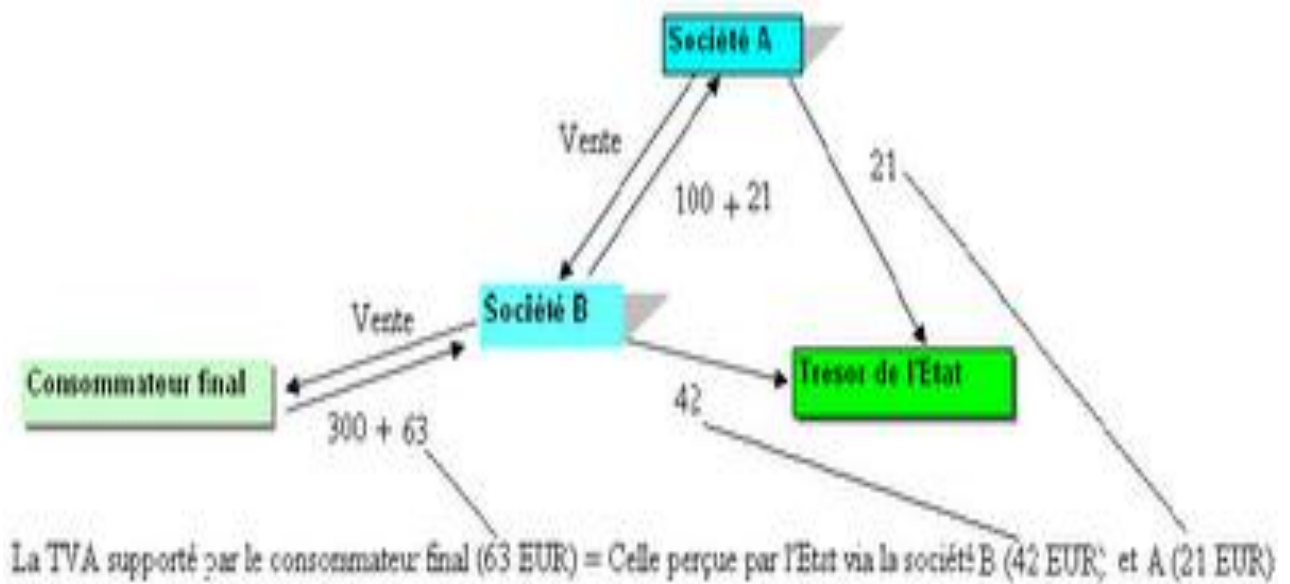 Société A
Vente
21
100 + 21
Société B
Vente
Tresor de l'Etat
Consommateur final
42
300 + 63
La TVA supporté par le consommateur final (63 EUR) = Celle perçue par l'Etat via la société B (42 EUR) et A (21 EUR)